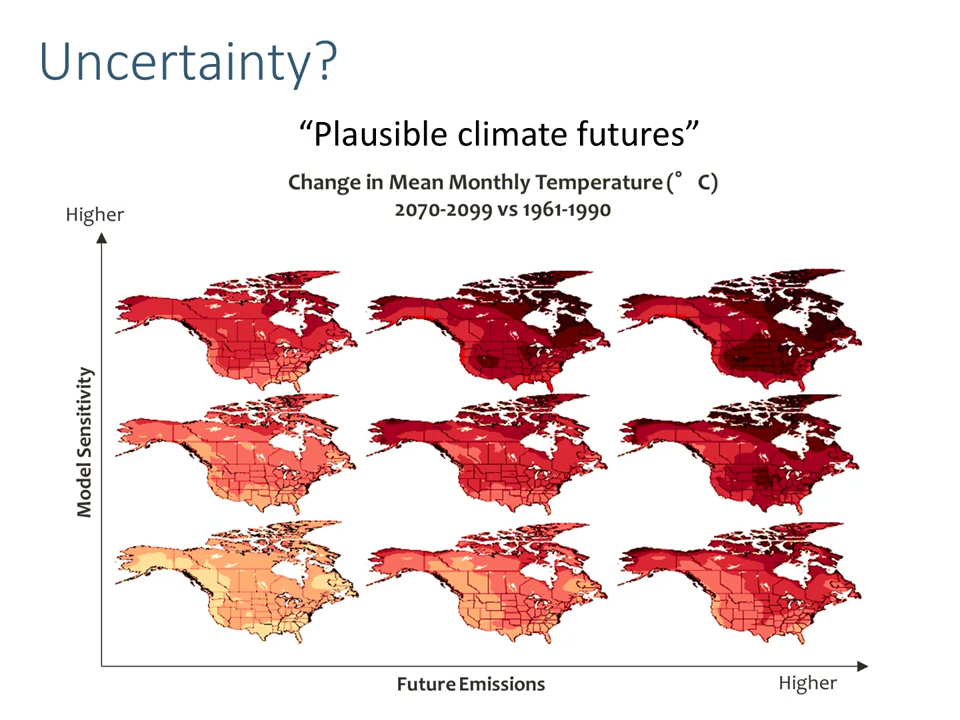 Uncertainty?
“Plausible climate futures”
Change in Mean Monthly Temperature (° C)
2070-2099 vs 1961-1990
Higher
Model Sensitivity
Future Emissions
Higher